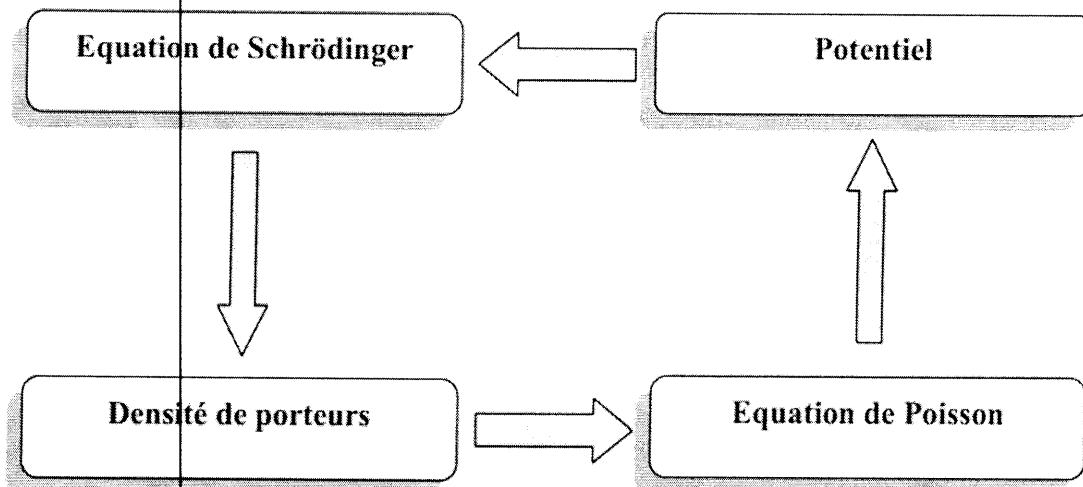 Equation de Schrödinger
Potentiel
Densité de porteurs
Equation de Poisson